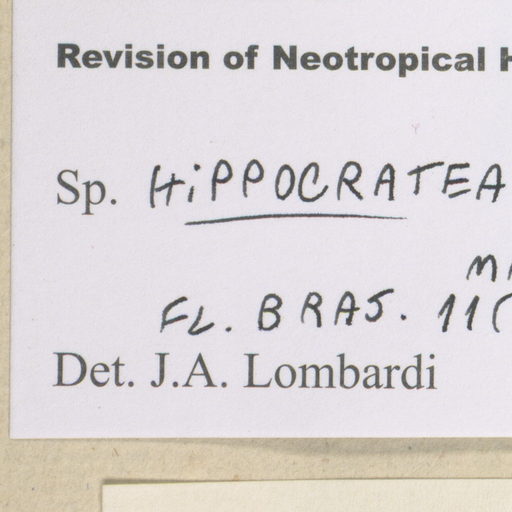 Revision of Neotropical H
Sp. HiPPOCRATEA
FL. BRAS. 11(
Det. J.A. Lombardi